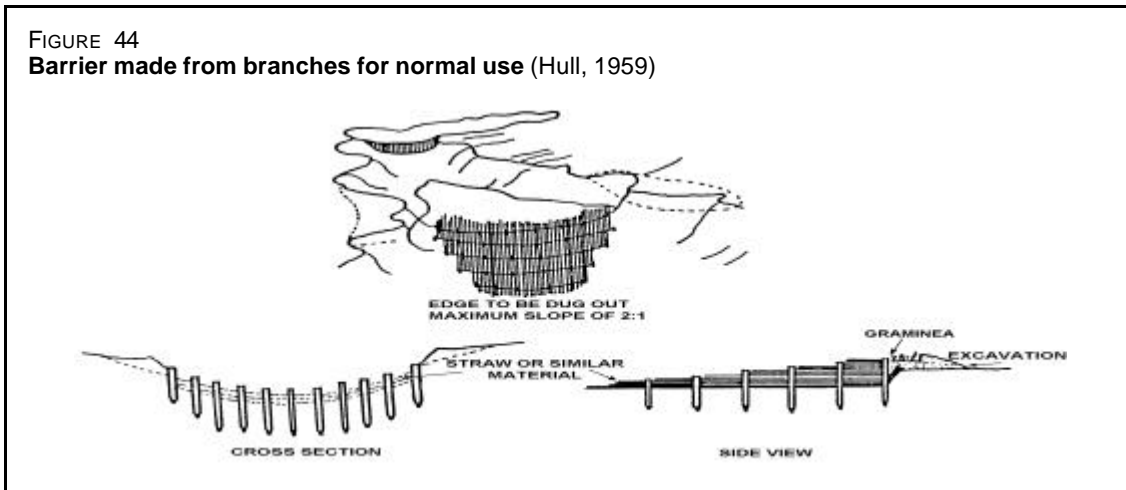 FIGURE 44
Barrier made from branches for normal use (Hull, 1959)
EDGE TO BE DUG OUT
MAXIMUM SLOPE OF 2:1
STRAW OR SIMILAR
MATERIAL
GRAMINEA
EXCAVATION
CROSS SECTION
SIDE VIEW